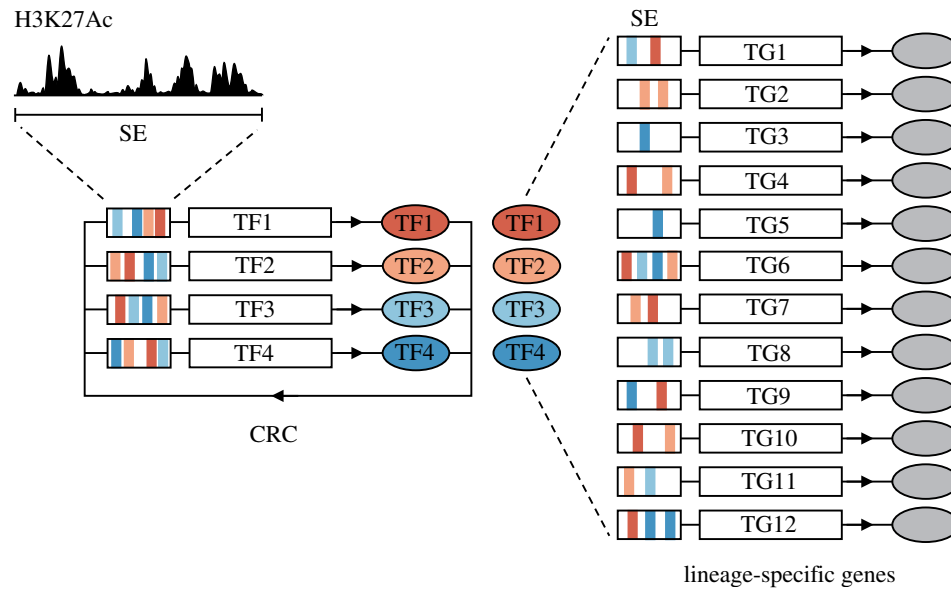 H3K27Ac
SE
TF1 TF1
TF2 TF2
TF3 TF3
TF4 TF4
CRC
TF1
TF2
TF3
TF4
SE
TG1
TG2
TG3
TG4
TG5
TG6
TG7
TG8
TG9
TG10
TG11
TG12
lineage-specific genes